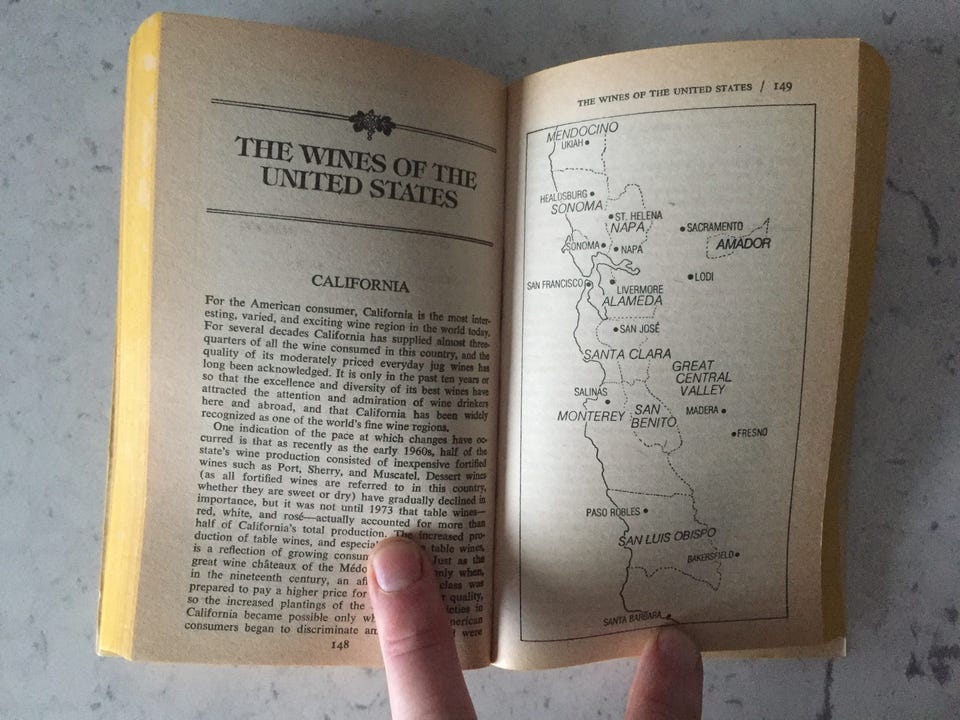 THE WINES OF THE
UNITED STATES
CALIFORNIA
For the American consumer, California is the most inter-
esting, varied, and exciting wine region in the world today.
For several decades California has supplied almost three-
quarters of all the wine consumed in this country, and the
quality of its moderately priced everyday jug wines has
long been acknowledged. It is only in the past ten years or
so that the excellence and diversity of its best wines have
attracted the attention and admiration of wine drinkers
here and abroad, and that California has been widely
recognized as one of the world's fine wine regions.
One indication of the pace at which changes have oc-
curred is that as recently as the early 1960s, half of the
state's wine production consisted of inexpensive fortified
wines such as Port, Sherry, and Muscatel. Dessert wines
(as all fortified wines are referred to in this country,
whether they are sweet or dry) have gradually declined in
importance, but it was not until 1973 that table wines—
red, white, and rosé—actually accounted for more than
half of California's total production. The increased pro-
duction of table wines, and especial table wines,
is a reflection of growing consum Just as the
great wine châteaux of the Médo only when,
in the nineteenth century, an af class was
prepared to pay a higher price for quality,
so the increased plantings of the in
California became possible only wh
consumers began to discriminate an were
148
THE WINES OF THE UNITED STATES / 149
MENDOCINO
UKIAH
HEALDSBURG
SONOMA
ST. HELENA
NAPA
SACRAMENTO
AMADOR
SONOMA
NAPA
LODI
SAN FRANCISCO
LIVERMORE
ALAMEDA
SAN JOSÉ
SANTA CLARA
GREAT
CENTRAL
VALLEY
SALINAS
MONTEREY
SAN
BENITO
MADERA
FRESNO
PASO ROBLES
SAN LUIS OBISPO
BAKERSFIELD
SANTA BARBARA